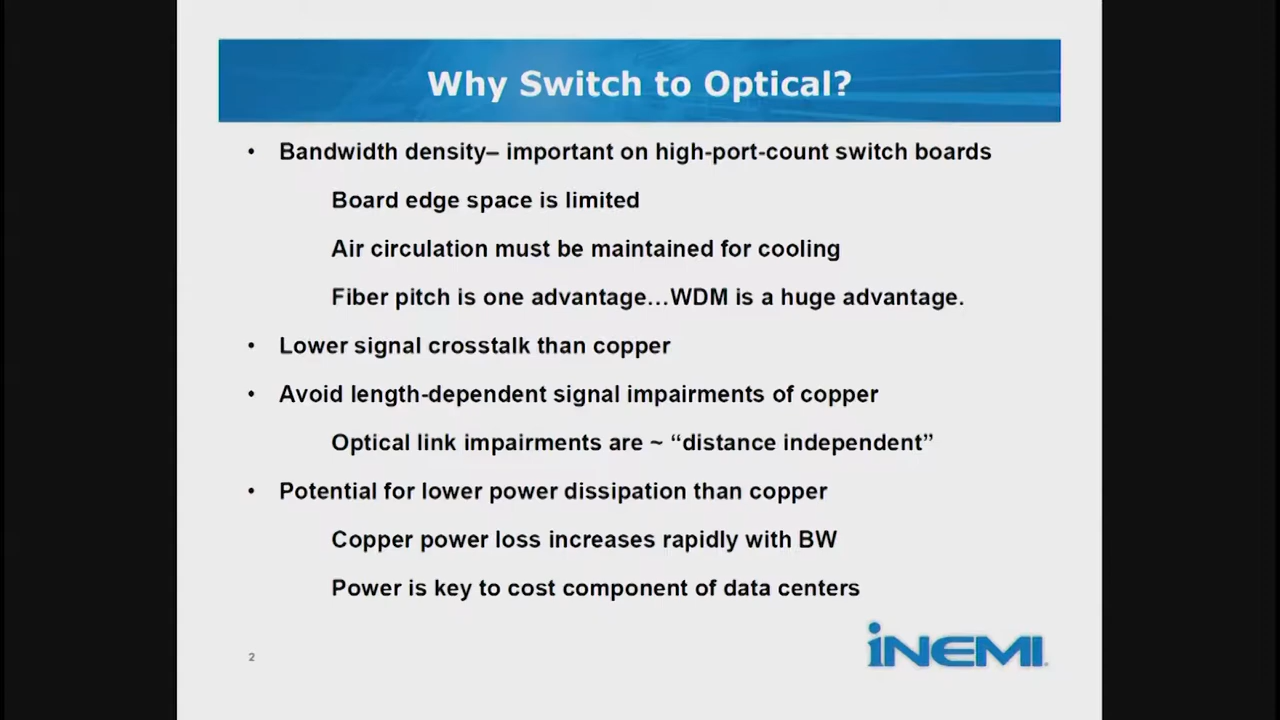 Why Switch to Optical?
• Bandwidth density– important on high-port-count switch boards
Board edge space is limited
Air circulation must be maintained for cooling
Fiber pitch is one advantage…WDM is a huge advantage.
• Lower signal crosstalk than copper
• Avoid length-dependent signal impairments of copper
Optical link impairments are ~ “distance independent”
• Potential for lower power dissipation than copper
Copper power loss increases rapidly with BW
Power is key to cost component of data centers
2
iNEMI